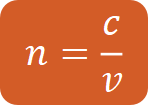 n = c/v